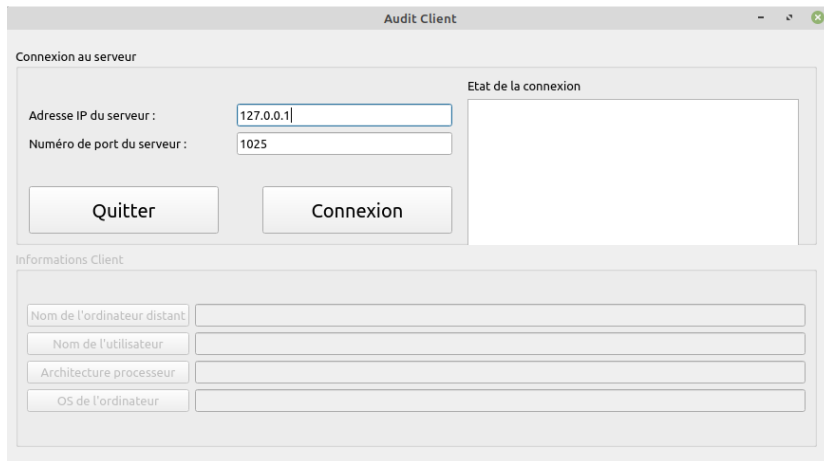 Audit Client
Connexion au serveur
Etat de la connexion
Adresse IP du serveur :
127.0.0.1
Numéro de port du serveur :
1025
Quitter
Connexion
Informations Client
Nom de l'ordinateur distant
Nom de l'utilisateur
Architecture processeur
OS de l'ordinateur